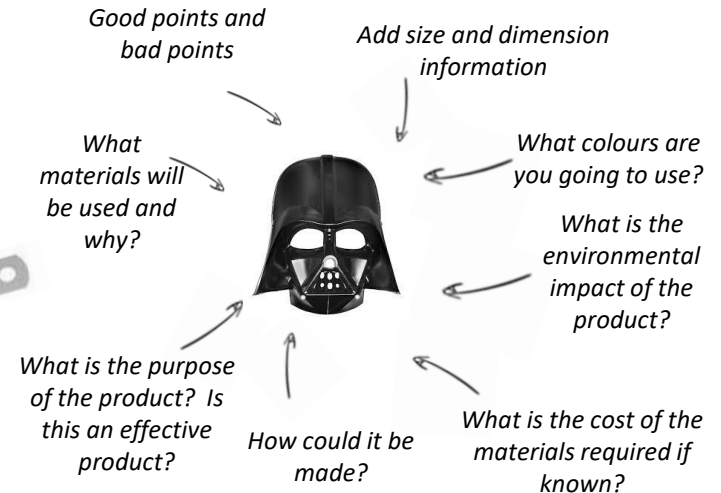 Good points and
bad points
Add size and dimension
information
What
materials will
be used and
why?
What colours are
you going to use?
What is the
environmental
impact of the
product?
What is the purpose
of the product?  Is
this an effective
product?
How could it be
made?
What is the cost of the
materials required if
known?